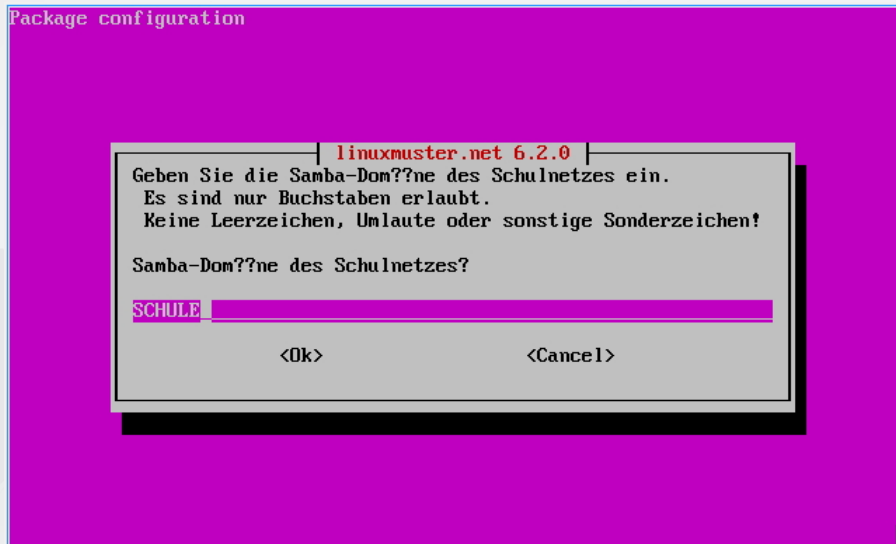 Package configuration
linuxmuster.net 6.2.0
Geben Sie die Samba-Dom??ne des Schulnetzes ein.
Es sind nur Buchstaben erlaubt.
Keine Leerzeichen, Umlaute oder sonstige Sonderzeichen!
Samba-Dom??ne des Schulnetzes?
SCHULE
<Ok> <Cancel>